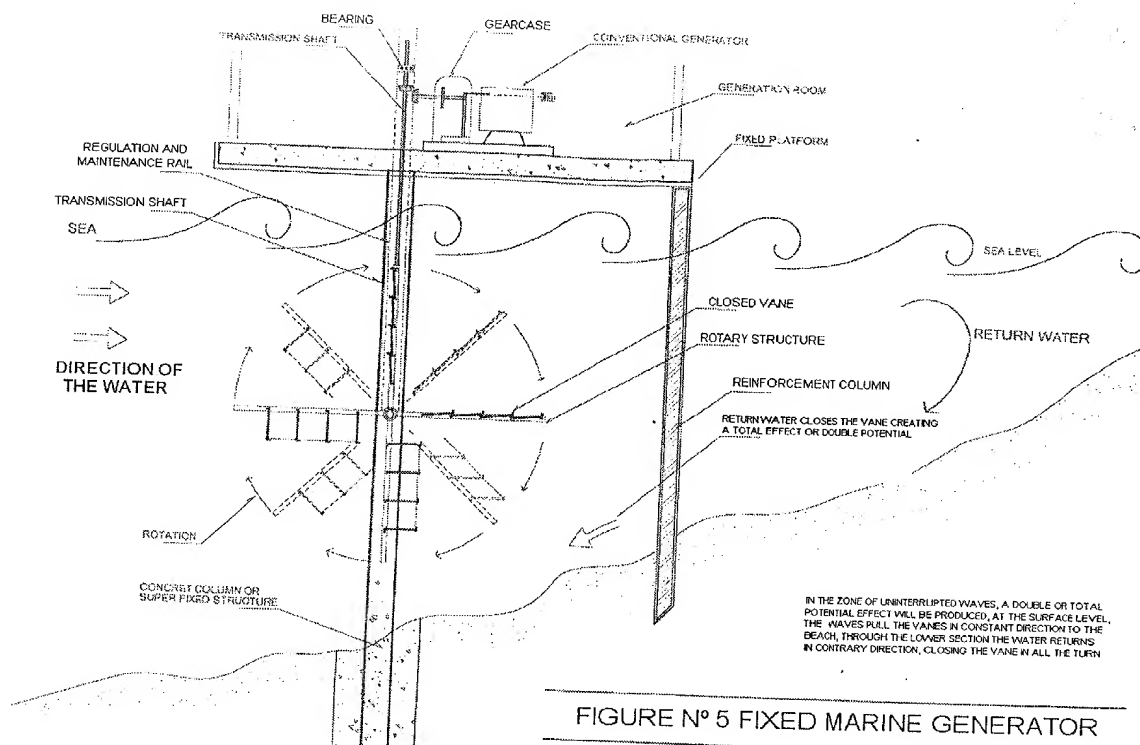 BEARING
TRANSMISSION SHAFT
GEARCASE
CONVENTIONAL GENERATOR
GENERATION ROOM
FIXED PLATFORM
REGULATION AND
MAINTENANCE RAIL
TRANSMISSION SHAFT
SEA
SEA LEVEL
CLOSED VANE
ROTARY STRUCTURE
RETURN WATER
DIRECTION OF
THE WATER
REINFORCEMENT COLUMN
RETURN WATER CLOSES THE VANE CREATING
A TOTAL EFFECT OR DOUBLE POTENTIAL
ROTATION
CONCRET COLUMN OR
SUPER FIXED STRUCTURE
IN THE ZONE OF UNINTERRUPTED WAVES, A DOUBLE OR TOTAL
POTENTIAL EFFECT WILL BE PRODUCED, AT THE SURFACE LEVEL,
THE WAVES PULL THE VANES IN CONSTANT DIRECTION TO THE
BEACH, THROUGH THE LOWER SECTION THE WATER RETURNS
IN CONTRARY DIRECTION, CLOSING THE VANE IN ALL THE TURN
FIGURE Nº 5 FIXED MARINE GENERATOR